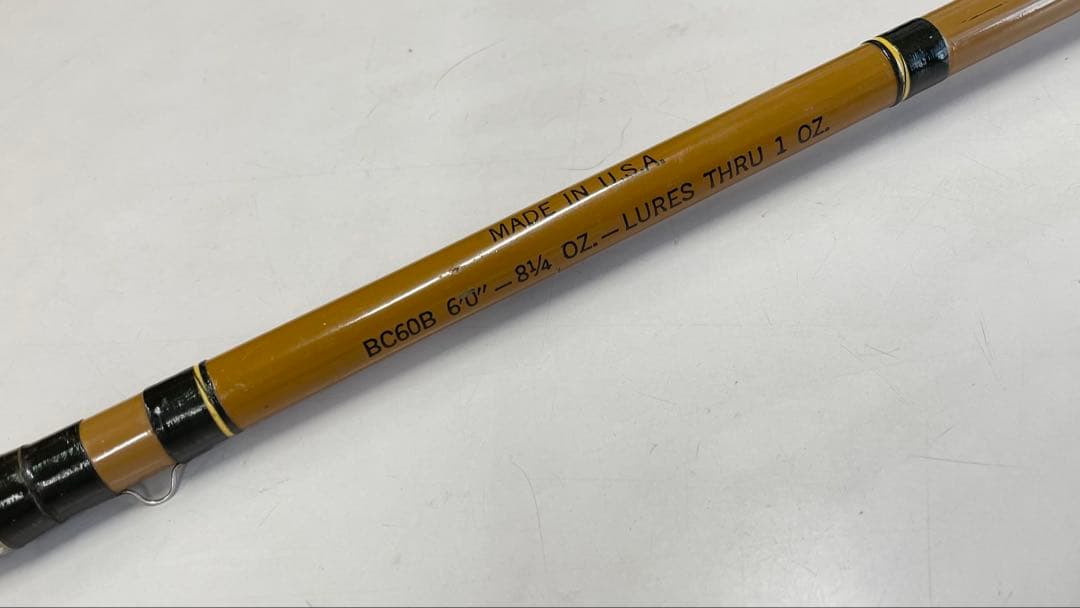 MADE IN U.S.A.
BC60B 6'0" — 8¼ OZ. — LURES THRU 1 OZ.